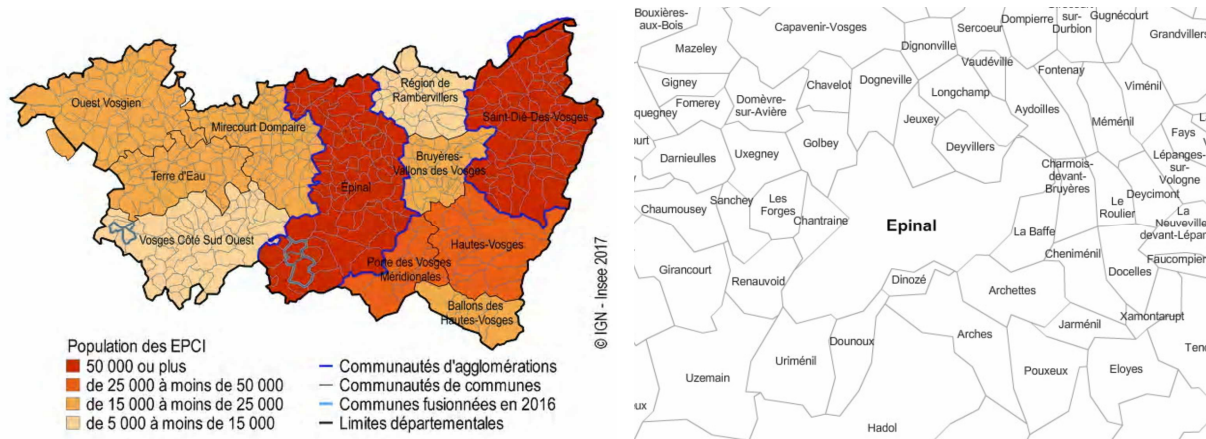 Ouest Vosgien
Mirecourt Dompaire
Région de
Rambervillers
Saint-Dié-Des-Vosges
Terre d'Eau
Epinal
Bruyères-
Vallons des Vosges
Vosges Côté Sud Ouest
Hautes-Vosges
Porte des Vosges
Méridionales
Ballons des
Hautes-Vosges
© IGN - Insee 2017
Population des EPCI
50 000 ou plus
de 25 000 à moins de 50 000
de 15 000 à moins de 25 000
de 5 000 à moins de 15 000
Communautés d'agglomérations
Communautés de communes
Communes fusionnées en 2016
Limites départementales
Bouxières-
aux-Bois
Capavenir-Vosges
Sercoeur
Dompierre
sur-
Durbion
Gugnécourt
Grandvillers
Mazeley
Dignonville
Vaudéville
Fontenay
Gigney
Chavelot
Dogneville
Longchamp
Viménil
Fomerey
Domèvre-
sur-Avière
Aydoilles
quegney
Jeuxey
Méménil
Fays
Darnieulles
Uxegney
Golbey
Deyvillers
Lépanges-
sur-
Vologne
Charmois-
devant-
Bruyères
Chaumousey
Sanchey
Les
Forges
Chantraine
Deycimont
Le
Roulier
Epinal
La Baffe
La
Neuveville
devant-Lépan
Girancourt
Renauvoid
Cheniménil
Docelles
Faucompier
Dinozé
Archettes
Xamontarupt
Jarménil
Arches
Dounoux
Uriménil
Uzemain
Pouxeux
Eloyes
Hadol